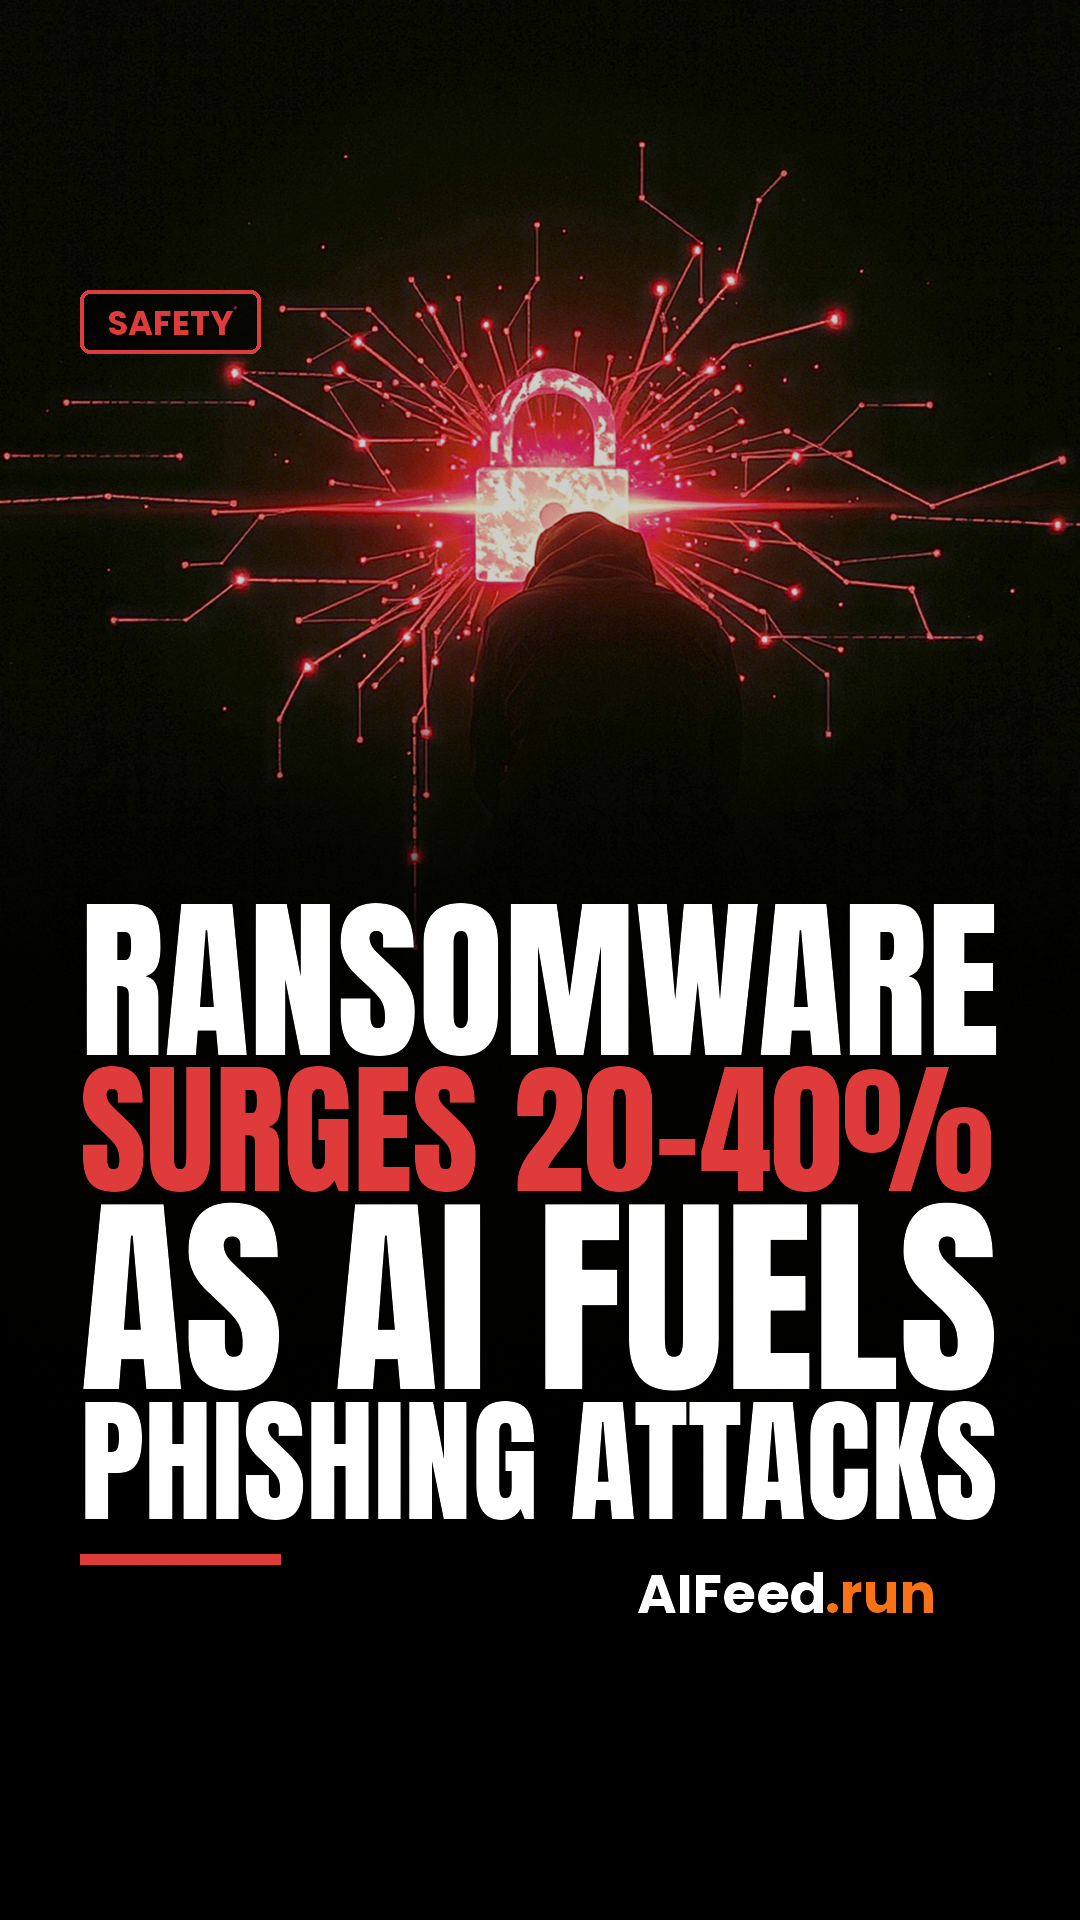 SAFETY
RANSOMWARE
SURGES 20-40%
AS AI FUELS
PHISHING ATTACKS
AIFeed.run